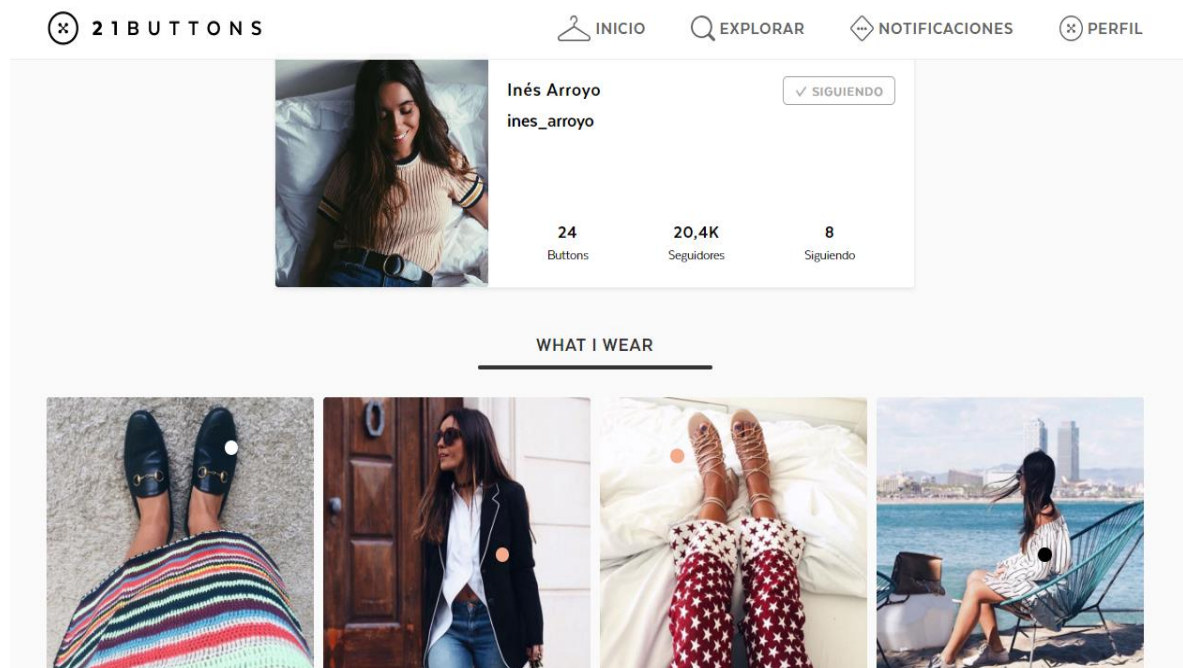 21BUTTONS INICIO EXPLORAR NOTIFICACIONES PERFIL
Inés Arroyo
SIGUIENDO
ines_arroyo
24 20,4K 8
Buttons Seguidores Siguiendo
WHAT I WEAR